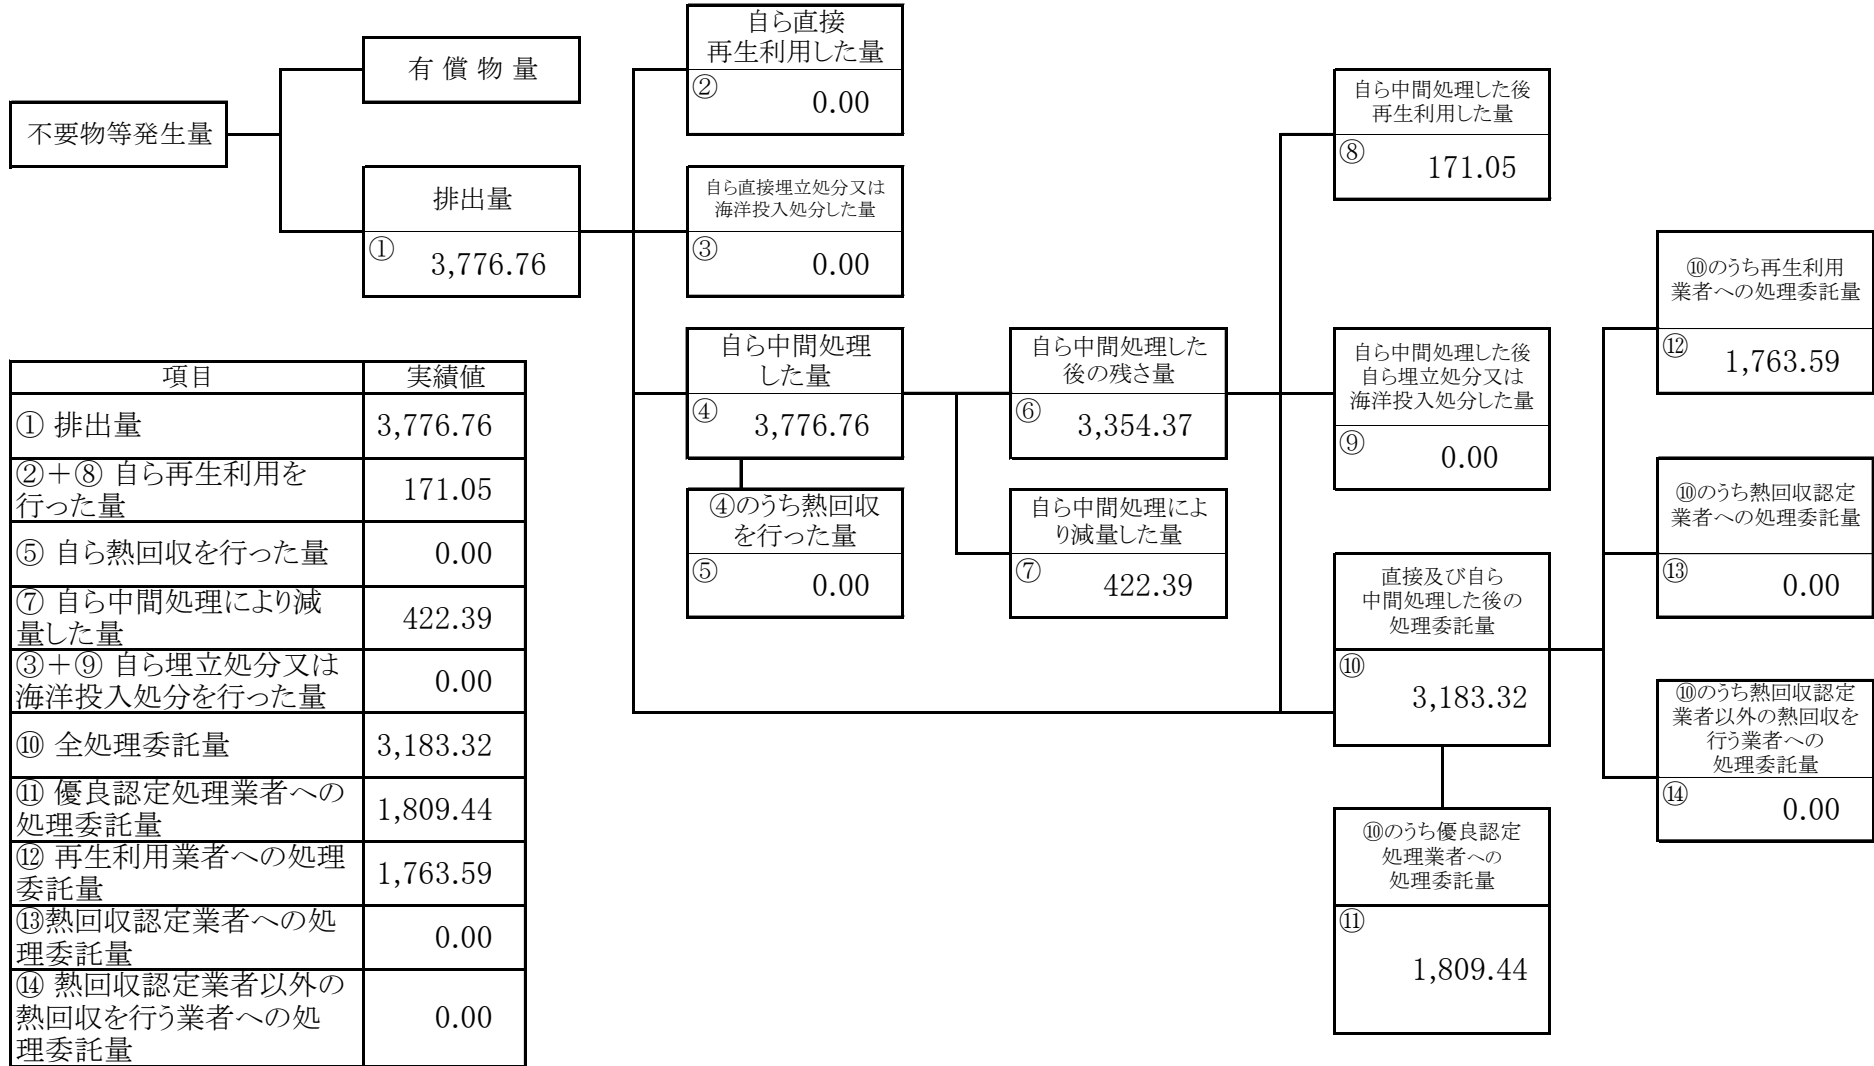 不要物等発生量
有 償 物 量
排出量
①
3,776.76
自ら直接
再生利用した量
②
0.00
自ら直接埋立処分又は
海洋投入処分した量
③
0.00
自ら中間処理
した量
④
3,776.76
④のうち熱回収
を行った量
⑤
0.00
自ら中間処理した
後の残さ量
⑥
3,354.37
自ら中間処理によ
り減量した量
⑦
422.39
自ら中間処理した後
再生利用した量
⑧
171.05
自ら中間処理した後
自ら埋立処分又は
海洋投入処分した量
⑨
0.00
直接及び自ら
中間処理した後の
処理委託量
⑩
3,183.32
⑩のうち優良認定
処理業者への
処理委託量
⑪
1,809.44
⑩のうち再生利用
業者への処理委託量
⑫
1,763.59
⑩のうち熱回収認定
業者への処理委託量
⑬
0.00
⑩のうち熱回収認定
業者以外の熱回収を
行う業者への
処理委託量
⑭
0.00
項目 実績値
① 排出量 3,776.76
②＋⑧ 自ら再生利用を
行った量
171.05
⑤ 自ら熱回収を行った量 0.00
⑦ 自ら中間処理により減
量した量
422.39
③＋⑨ 自ら埋立処分又は
海洋投入処分を行った量
0.00
⑩ 全処理委託量 3,183.32
⑪ 優良認定処理業者への
処理委託量
1,809.44
⑫ 再生利用業者への処理
委託量
1,763.59
⑬熱回収認定業者への処
理委託量
0.00
⑭ 熱回収認定業者以外の
熱回収を行う業者への処
理委託量
0.00